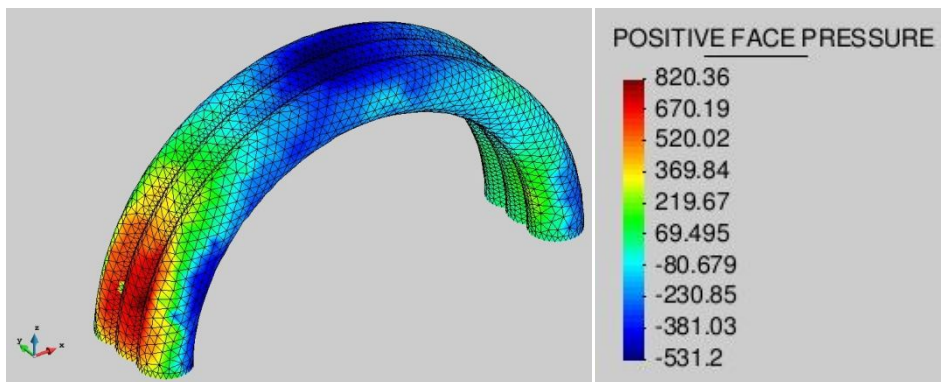 POSITIVE FACE PRESSURE
820.36
670.19
520.02
369.84
219.67
69.495
-80.679
-230.85
-381.03
-531.2
z
y
x